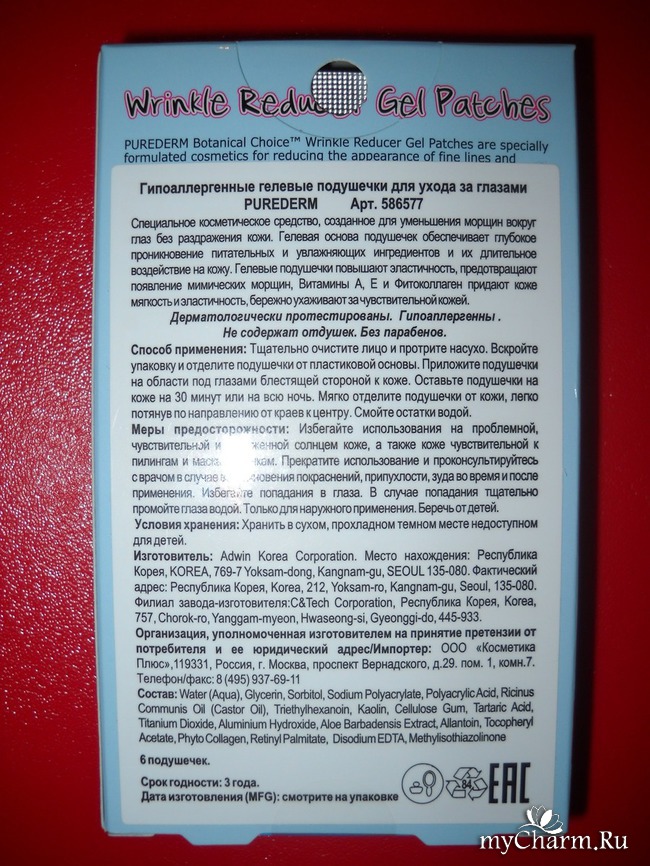 Wrinkle Reducer Gel Patches
PUREDERM Botanical Choice™ Wrinkle Reducer Gel Patches are specially
formulated cosmetics for reducing the appearance of fine lines and
Гипоаллергенные гелевые подушечки для ухода за глазами
PUREDERM Арт. 586577
Специальное косметическое средство, созданное для уменьшения морщин вокруг
глаз без раздражения кожи. Гелевая основа подушечек обеспечивает глубокое
проникновение питательных и увлажняющих ингредиентов и их длительное
воздействие на кожу. Гелевые подушечки повышают эластичность, предотвращают
появление мимических морщин, Витамины А, Е и Фитоколлаген придают коже
мягкость и эластичность, бережно ухаживают за чувствительной кожей.
Дерматологически протестированы. Гипоаллергенны.
Не содержат отдушек. Без парабенов.
Способ применения: Тщательно очистите лицо и протрите насухо. Вскройте
упаковку и отделите подушечки от пластиковой основы. Приложите подушечки
на области под глазами блестящей стороной к коже. Оставьте подушечки на
коже на 30 минут или на всю ночь. Мягко отделите подушечки от кожи, легко
потянув по направлению от краев к центру. Смойте остатки водой.
Меры предосторожности: Избегайте использования на проблемной,
чувствительной и солнцем коже, а также коже чувствительной к
пилингам и Прекратите использование и проконсультируйтесь
с врачом в случае покраснений, припухлости, зуда во время и после
применения. Избегайте попадания в глаза. В случае попадания тщательно
промойте глаза водой. Только для наружного применения. Беречь от детей.
Условия хранения: Хранить в сухом, прохладном темном месте недоступном
для детей.
Изготовитель: Adwin Korea Corporation. Место нахождения: Республика
Корея, KOREA, 769-7 Yoksam-dong, Kangnam-gu, SEOUL 135-080. Фактический
адрес: Республика Корея, Korea, 212, Yoksam-ro, Kangnam-gu, Seoul, 135-080.
Филиал завода-изготовителя:C&Tech Corporation, Республика Корея, Korea,
757, Chorok-ro, Yanggam-myeon, Hwaseong-si, Gyeonggi-do, 445-933.
Организация, уполномоченная изготовителем на принятие претензии от
потребителя и ее юридический адрес/Импортер: ООО «Косметика
Плюс»,119331, Россия, г. Москва, проспект Вернадского, д.29. пом. 1, комн.7.
Телефон/факс: 8 (495) 937-69-11
Состав: Water (Aqua), Glycerin, Sorbitol, Sodium Polyacrylate, Polyacrylic Acid, Ricinus
Communis Oil (Castor Oil), Triethylhexanoin, Kaolin, Cellulose Gum, Tartaric Acid,
Titanium Dioxide, Aluminium Hydroxide, Aloe Barbadensis Extract, Allantoin, Tocopheryl
Acetate, Phyto Collagen, Retinyl Palmitate, Disodium EDTA, Methylisothiazolinone
6 подушечек.
Срок годности: 3 года.
Дата изготовления (MFG): смотрите на упаковке
84
EAC
myCharm.Ru